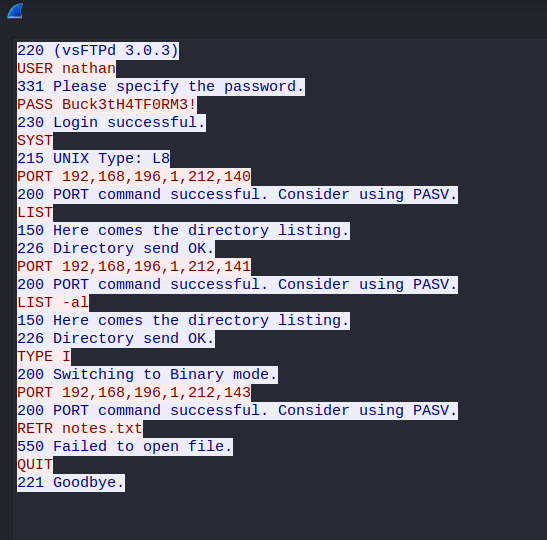 220 (vsFTPd 3.0.3)
USER nathan
331 Please specify the password.
PASS Buck3tH4TF0RM3!
230 Login successful.
SYST
215 UNIX Type: L8
PORT 192,168,196,1,212,140
200 PORT command successful. Consider using PASV.
LIST
150 Here comes the directory listing.
226 Directory send OK.
PORT 192,168,196,1,212,141
200 PORT command successful. Consider using PASV.
LIST -al
150 Here comes the directory listing.
226 Directory send OK.
TYPE I
200 Switching to Binary mode.
PORT 192,168,196,1,212,143
200 PORT command successful. Consider using PASV.
RETR notes.txt
550 Failed to open file.
QUIT
221 Goodbye.